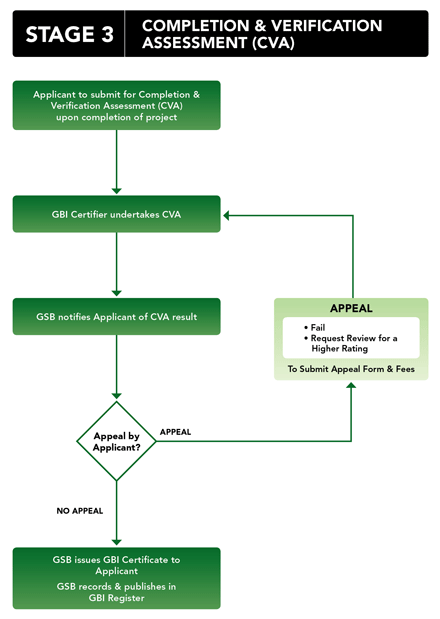 STAGE 3
COMPLETION & VERIFICATION
ASSESSMENT (CVA)
Applicant to submit for Completion &
Verification Assessment (CVA)
upon completion of project
GBI Certifier undertakes CVA
GSB notifies Applicant of CVA result
APPEAL
• Fail
• Request Review for a
Higher Rating
To Submit Appeal Form & Fees
Appeal by
Applicant?
APPEAL
NO APPEAL
GSB issues GBI Certificate to
Applicant
GSB records & publishes in
GBI Register